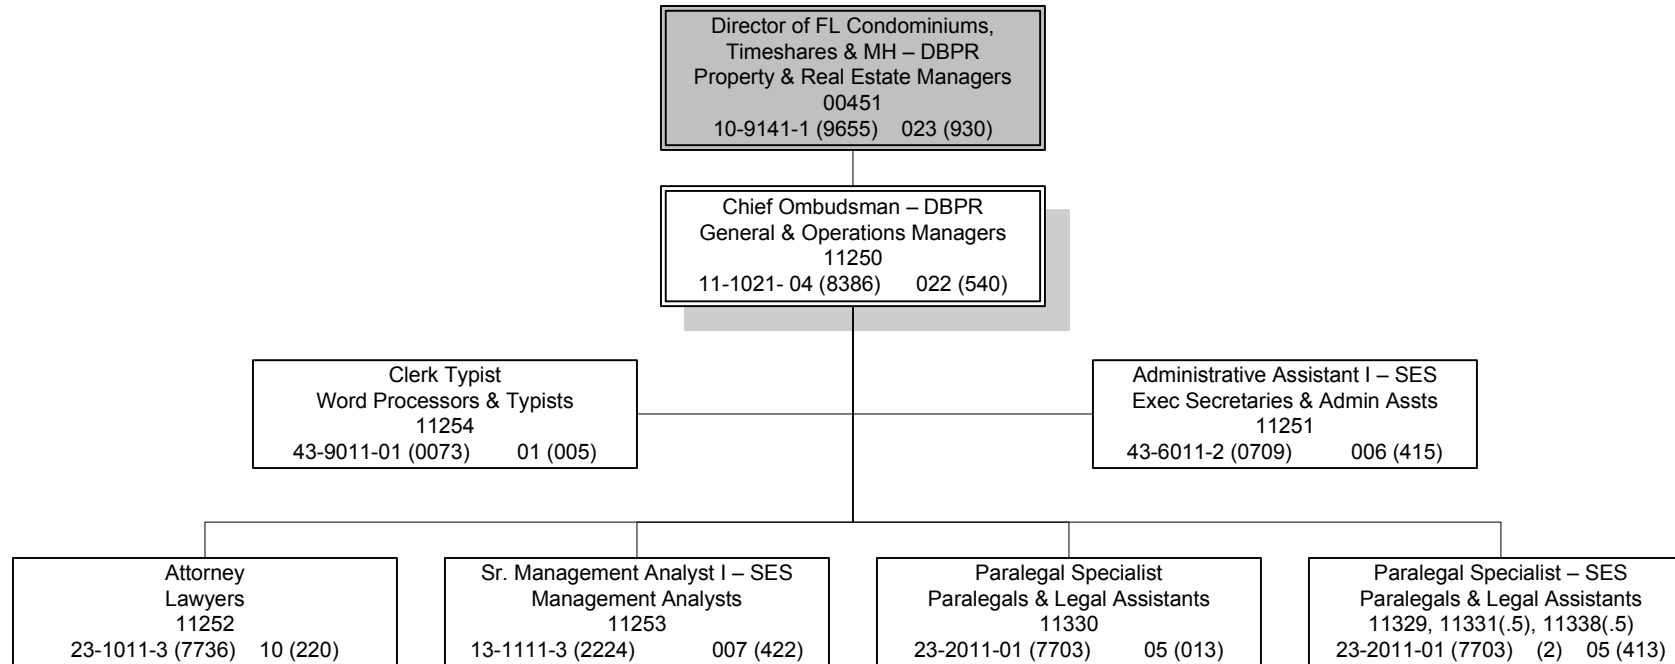 Director of FL Condominiums,
Timeshares & MH – DBPR
Property & Real Estate Managers
00451
10-9141-1 (9655) 023 (930)
Chief Ombudsman – DBPR
General & Operations Managers
11250
11-1021- 04 (8386) 022 (540)
Clerk Typist
Word Processors & Typists
11254
43-9011-01 (0073) 01 (005)
Administrative Assistant I – SES
Exec Secretaries & Admin Assts
11251
43-6011-2 (0709) 006 (415)
Attorney
Lawyers
11252
23-1011-3 (7736) 10 (220)
Sr. Management Analyst I – SES
Management Analysts
11253
13-1111-3 (2224) 007 (422)
Paralegal Specialist
Paralegals & Legal Assistants
11330
23-2011-01 (7703) 05 (013)
Paralegal Specialist – SES
Paralegals & Legal Assistants
11329, 11331(.5), 11338(.5)
23-2011-01 (7703) (2) 05 (413)